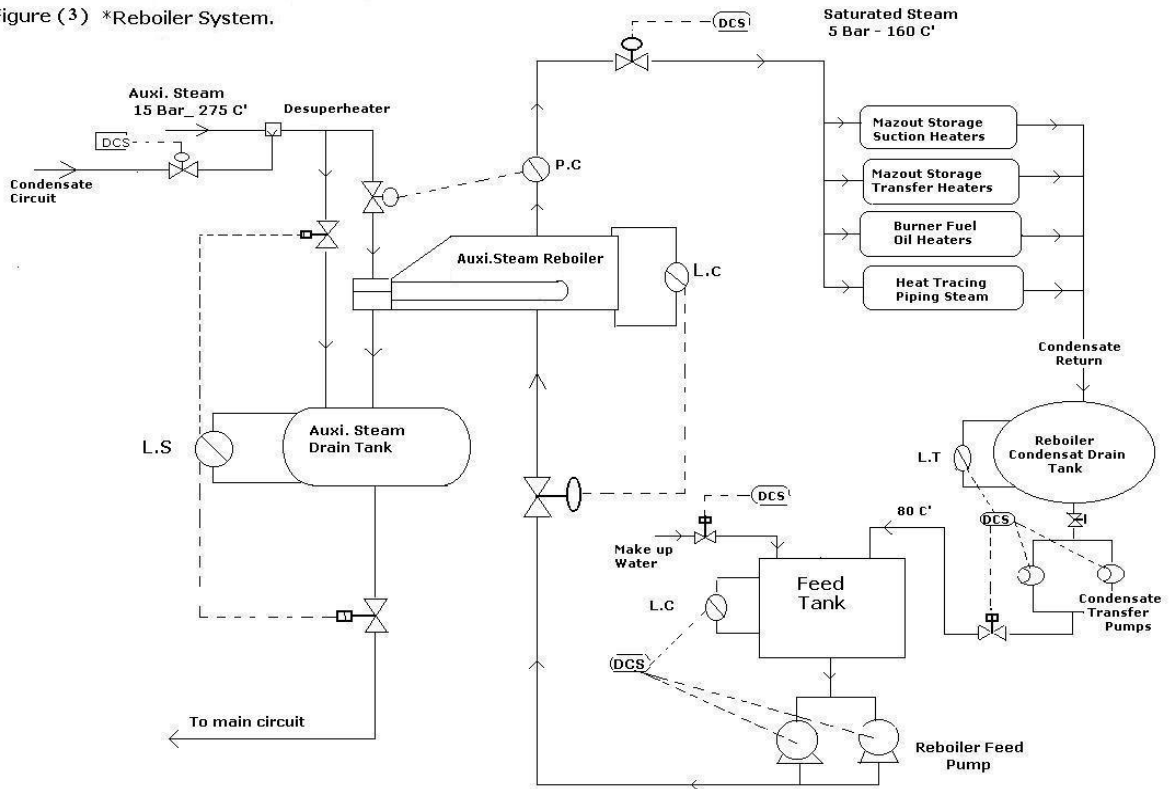 Figure (3) *Reboiler System.
DCS
Saturated Steam
5 Bar - 160 C'
Auxi. Steam
15 Bar_ 275 C'
Desuperheater
DCS
Condensate
Circuit
P.C
Mazout Storage
Suction Heaters
Mazout Storage
Transfer Heaters
Burner Fuel
Oil Heaters
Heat Tracing
Piping Steam
Auxi.Steam Reboiler
L.C
Condensate
Return
Auxi. Steam
Drain Tank
L.S
Reboiler
Condensat Drain
Tank
L.T
DCS
80 C'
DCS
Make up
Water
Feed
Tank
L.C
Condensate
Transfer
Pumps
DCS
To main circuit
Reboiler Feed
Pump